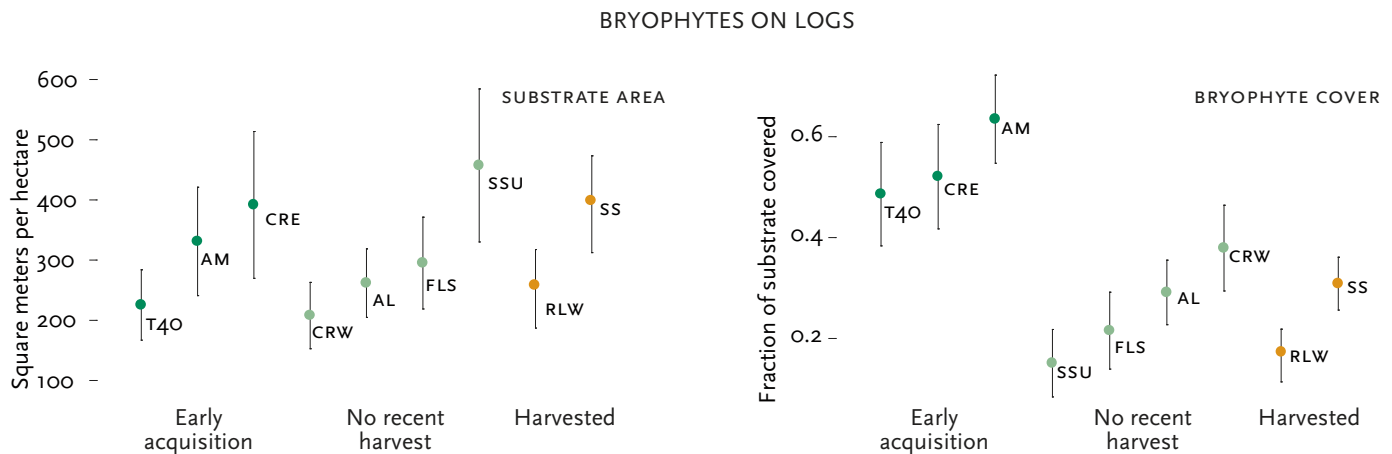 BRYOPHYTES ON LOGS
SUBSTRATE AREA
Square meters per hectare
600
500
400
300
200
100
T40
AM
CRE
CRW
AL
FLS
SSU
RLW
SS
Early
acquisition
No recent
harvest
Harvested
BRYOPHYTE COVER
Fraction of substrate covered
0.6
0.4
0.2
T40
CRE
AM
SSU
FLS
AL
CRW
RLW
SS
Early
acquisition
No recent
harvest
Harvested